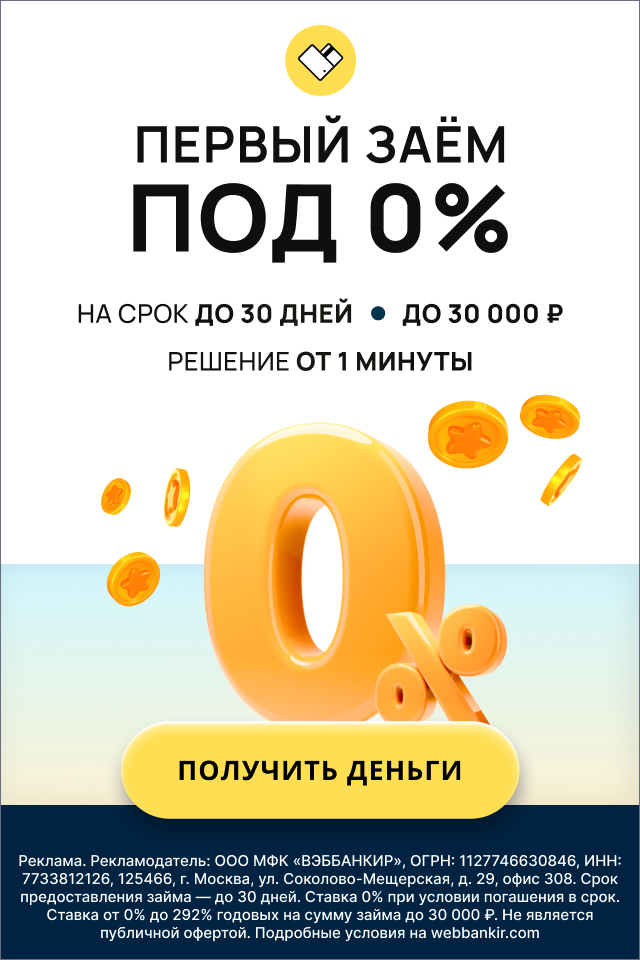 ПЕРВЫЙ ЗАЁМ
ПОД 0%
НА СРОК ДО 30 ДНЕЙ • ДО 30 000 ₽
РЕШЕНИЕ ОТ 1 МИНУТЫ
0%
ПОЛУЧИТЬ ДЕНЬГИ
Реклама. Рекламодатель: ООО МФК «ВЭББАНКИР», ОГРН: 1127746630846, ИНН:
7733812126, 125466, г. Москва, ул. Соколово-Мещерская, д. 29, офис 308. Срок
предоставления займа — до 30 дней. Ставка 0% при условии погашения в срок.
Ставка от 0% до 292% годовых на сумму займа до 30 000 ₽. Не является
публичной офертой. Подробные условия на webbankir.com